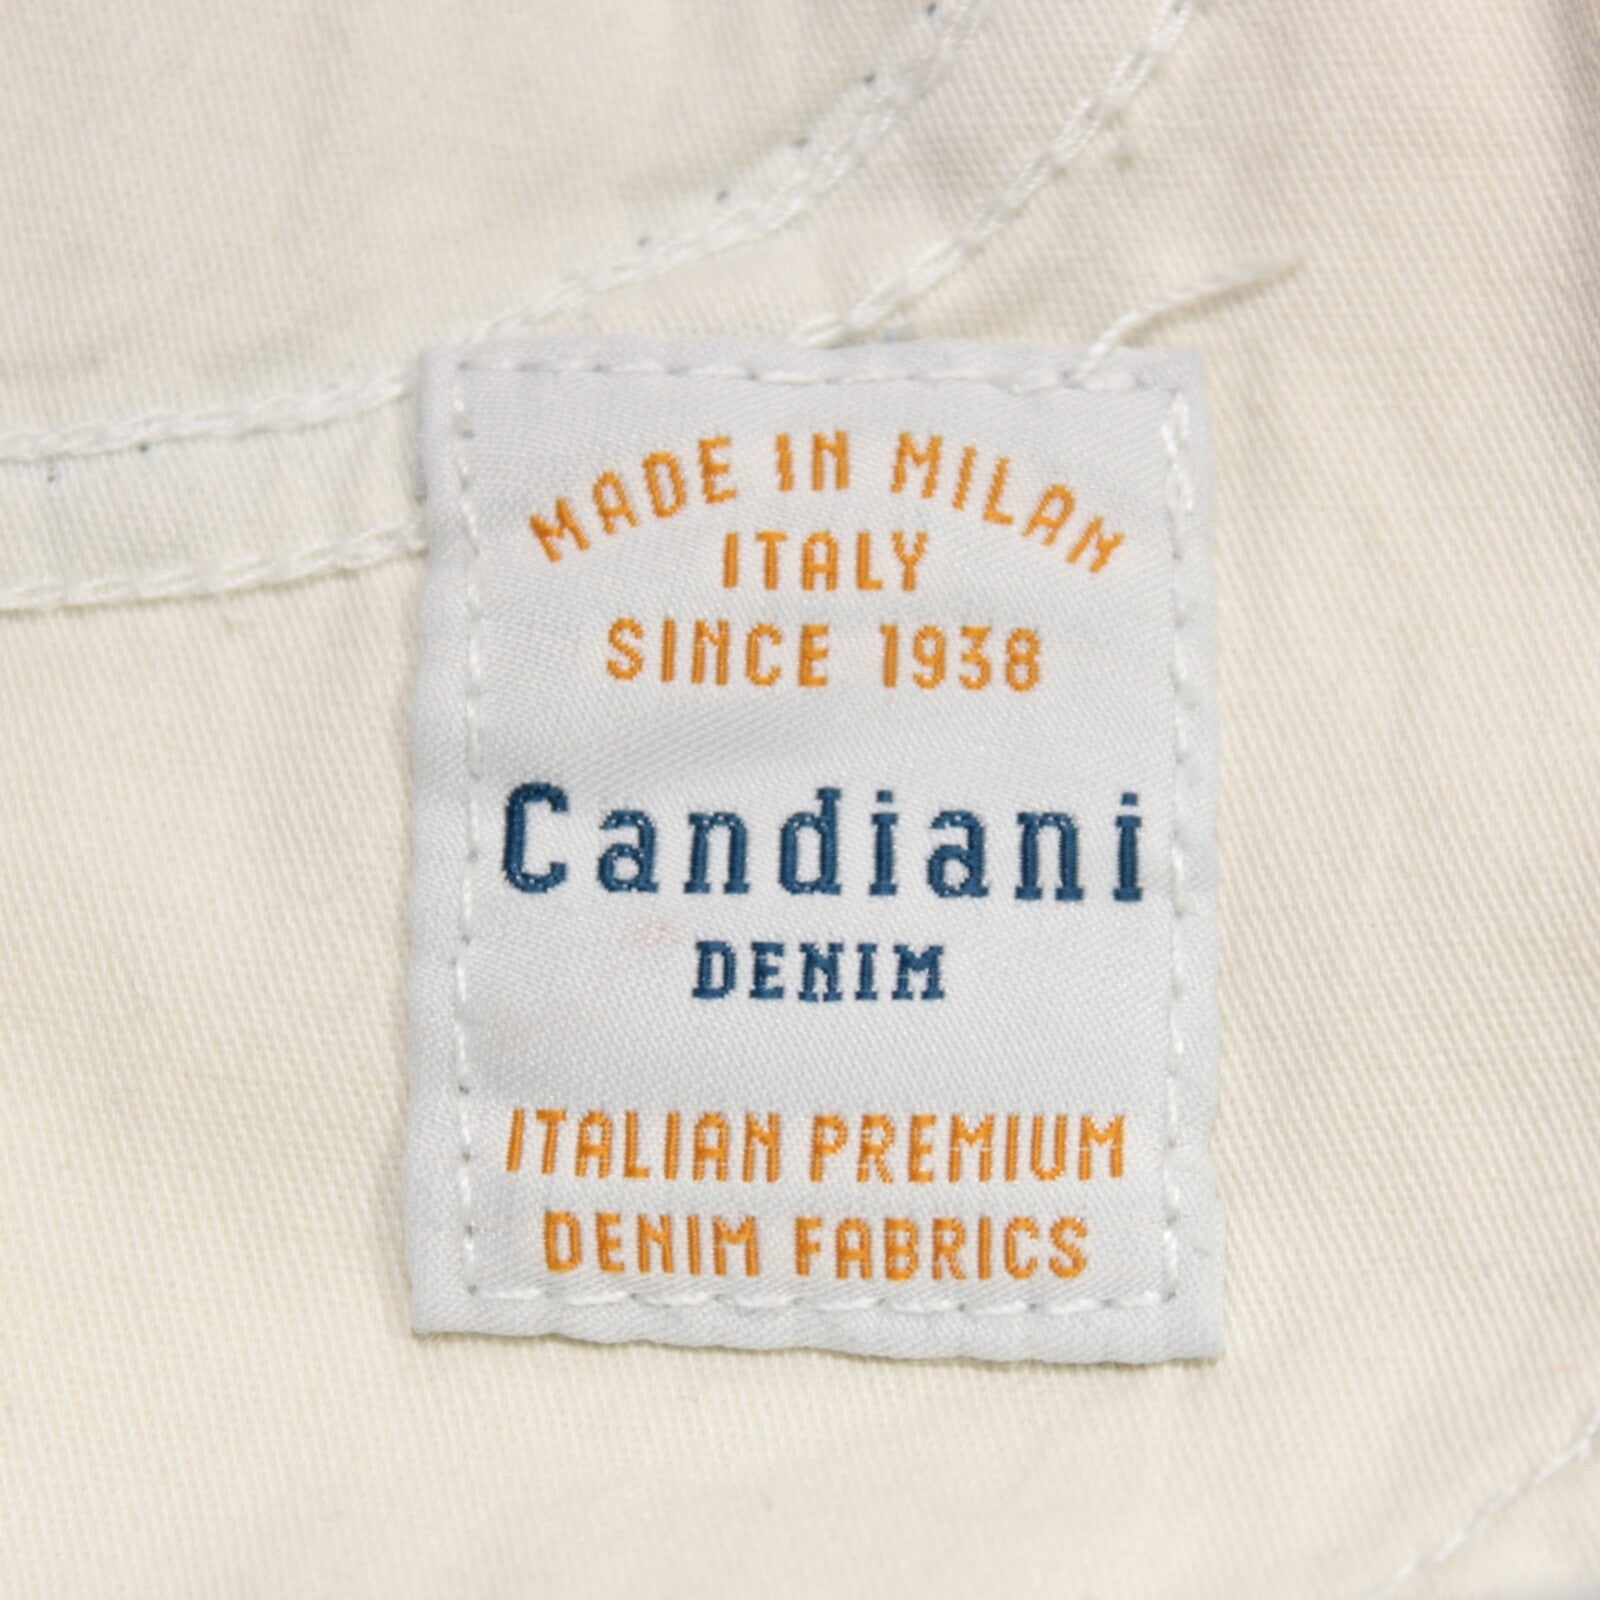 MADE IN MILAN
ITALY
SINCE 1938
Candiani
DENIM
ITALIAN PREMIUM
DENIM FABRICS